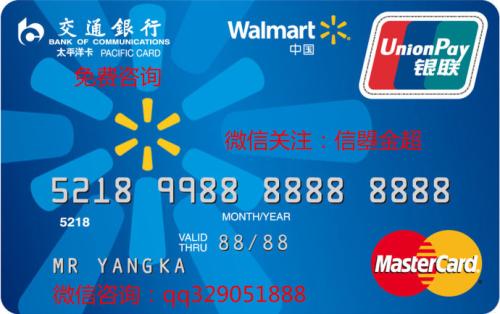 交通銀行
BANK OF COMMUNICATIONS
太平洋卡 PACIFIC CARD
Walmart
中国
UnionPay
银联
免费咨询
微信关注：信曌金超
5218 9988 8888 8888
5218
MONTH/YEAR
VALID THRU 88/88
MR YANGKA
MasterCard
微信咨询：qq329051888